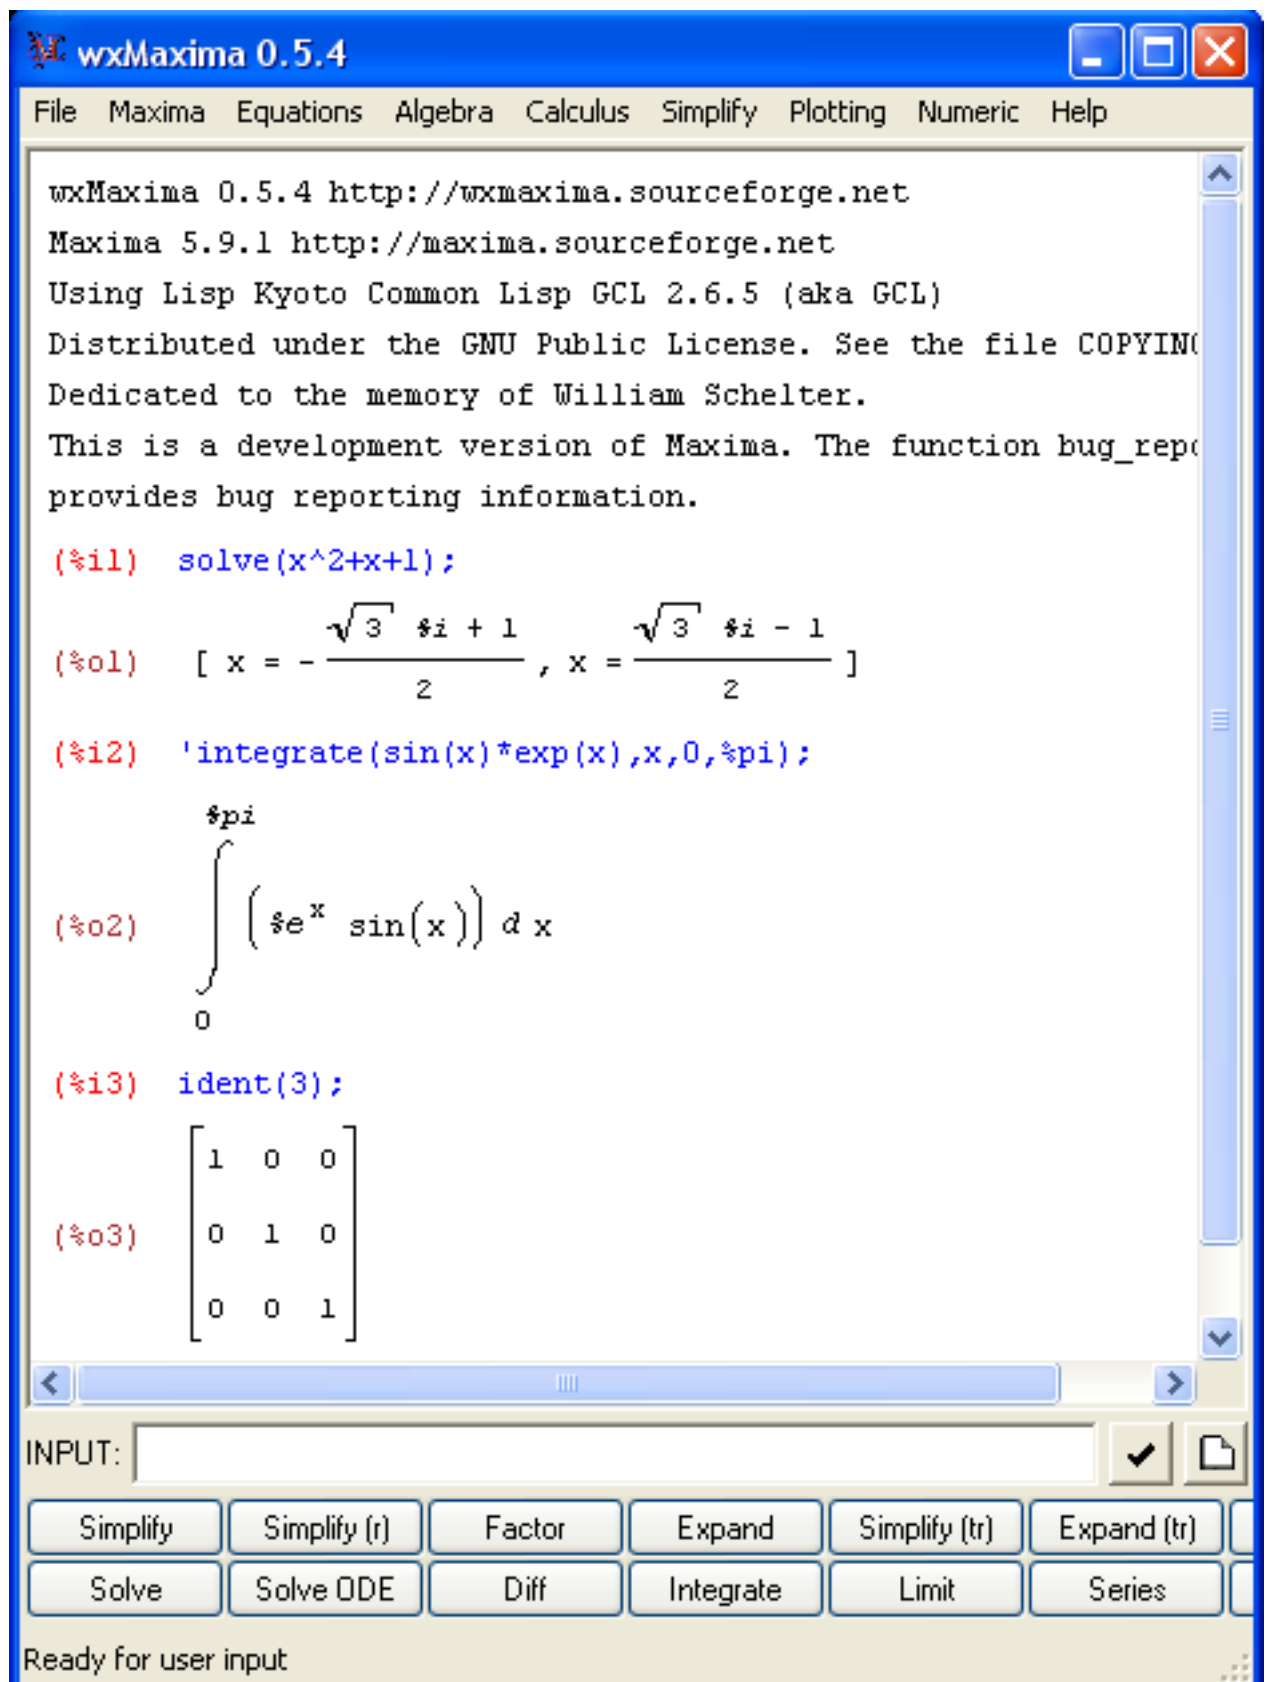 wxMaxima 0.5.4
File Maxima Equations Algebra Calculus Simplify Plotting Numeric Help
wxMaxima 0.5.4 http://wxmaxima.sourceforge.net
Maxima 5.9.1 http://maxima.sourceforge.net
Using Lisp Kyoto Common Lisp GCL 2.6.5 (aka GCL)
Distributed under the GNU Public License. See the file COPYING
Dedicated to the memory of William Schelter.
This is a development version of Maxima. The function bug_repo
provides bug reporting information.
(%i1) solve(x^2+x+1);
√3 %i + 1 √3 %i - 1
(%o1) [ x = - , x = ]
2 2
(%i2) 'integrate(sin(x)*exp(x),x,0,%pi);
%pi
(%o2) ∫ (%e^x sin(x)) d x
0
(%i3) ident(3);
1 0 0
(%o3) 0 1 0
0 0 1
INPUT:
Simplify Simplify (r) Factor Expand Simplify (tr) Expand (tr)
Solve Solve ODE Diff Integrate Limit Series
Ready for user input